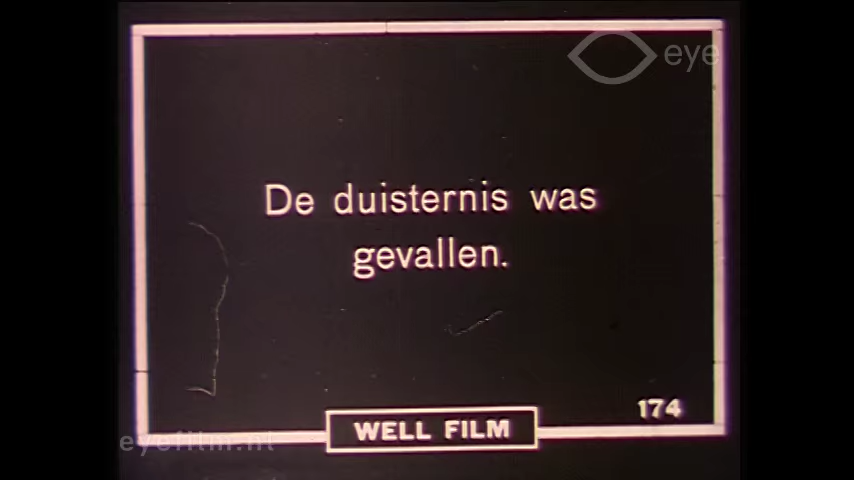 eye
De duisternis was
gevallen.
174
WELL FILM
eyefilm.nl